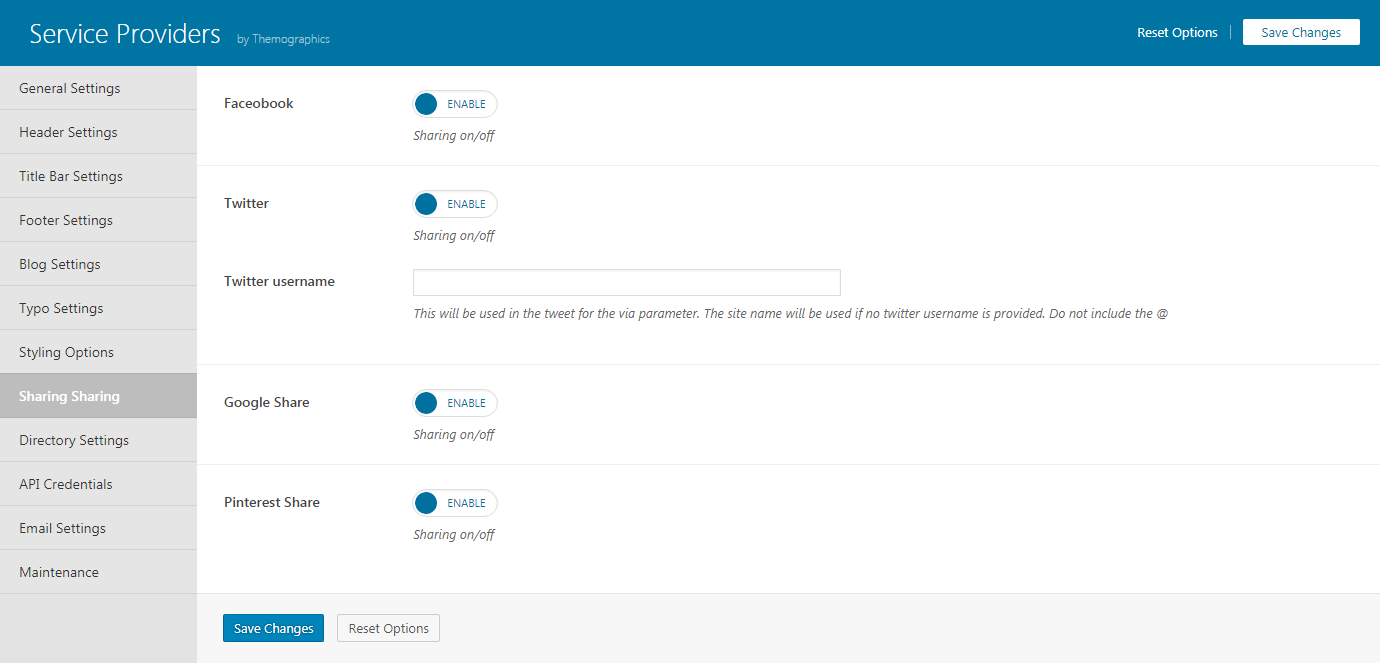 Service Providers by Themographics
Reset Options
Save Changes
General Settings
Header Settings
Title Bar Settings
Footer Settings
Blog Settings
Typo Settings
Styling Options
Sharing Sharing
Directory Settings
API Credentials
Email Settings
Maintenance
Faceobook
ENABLE
Sharing on/off
Twitter
ENABLE
Sharing on/off
Twitter username
This will be used in the tweet for the via parameter. The site name will be used if no twitter username is provided. Do not include the @
Google Share
ENABLE
Sharing on/off
Pinterest Share
ENABLE
Sharing on/off
Save Changes
Reset Options